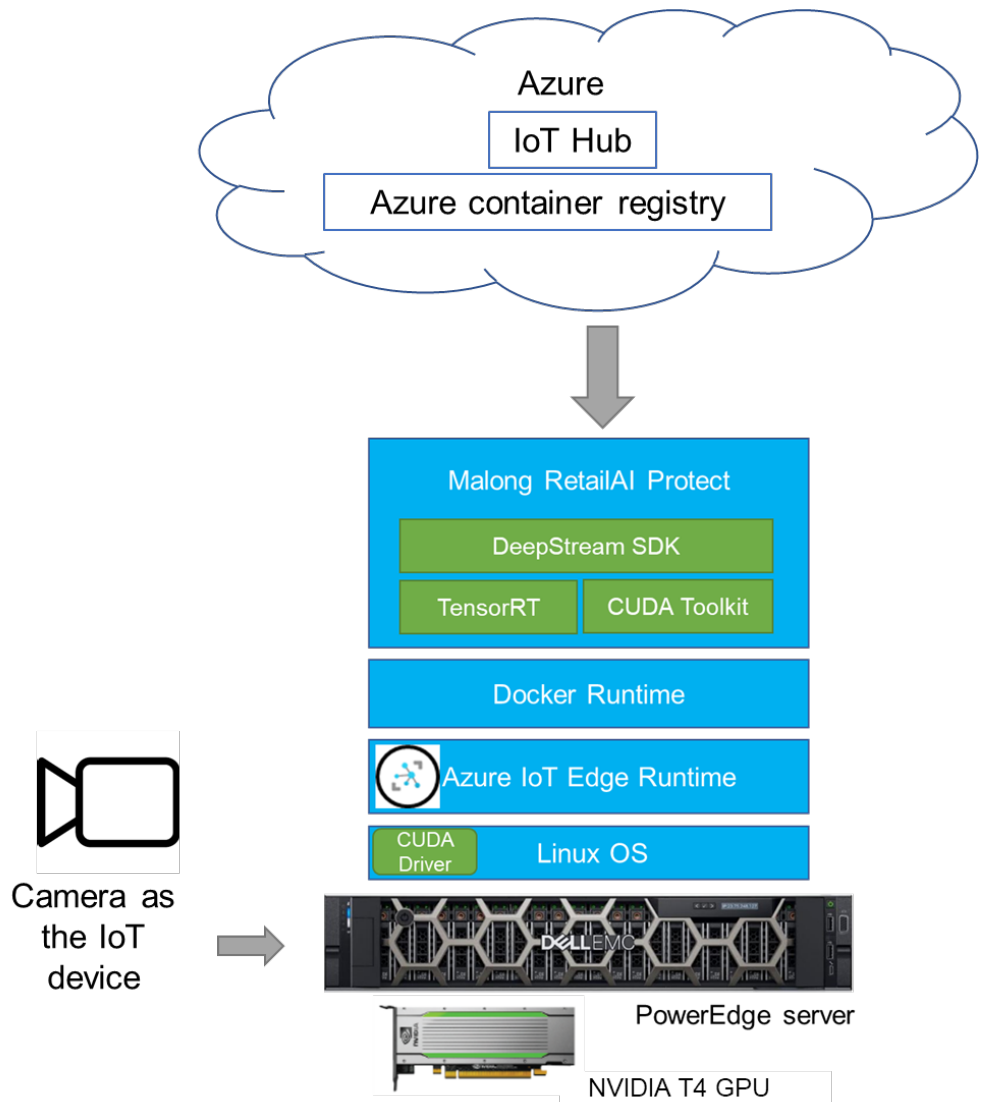 Azure
IoT Hub
Azure container registry
Malong RetailAI Protect
DeepStream SDK
TensorRT
CUDA Toolkit
Docker Runtime
Azure IoT Edge Runtime
CUDA
Driver
Linux OS
Camera as
the IoT
device
DELLEMC
PowerEdge server
NVIDIA
NVIDIA T4 GPU